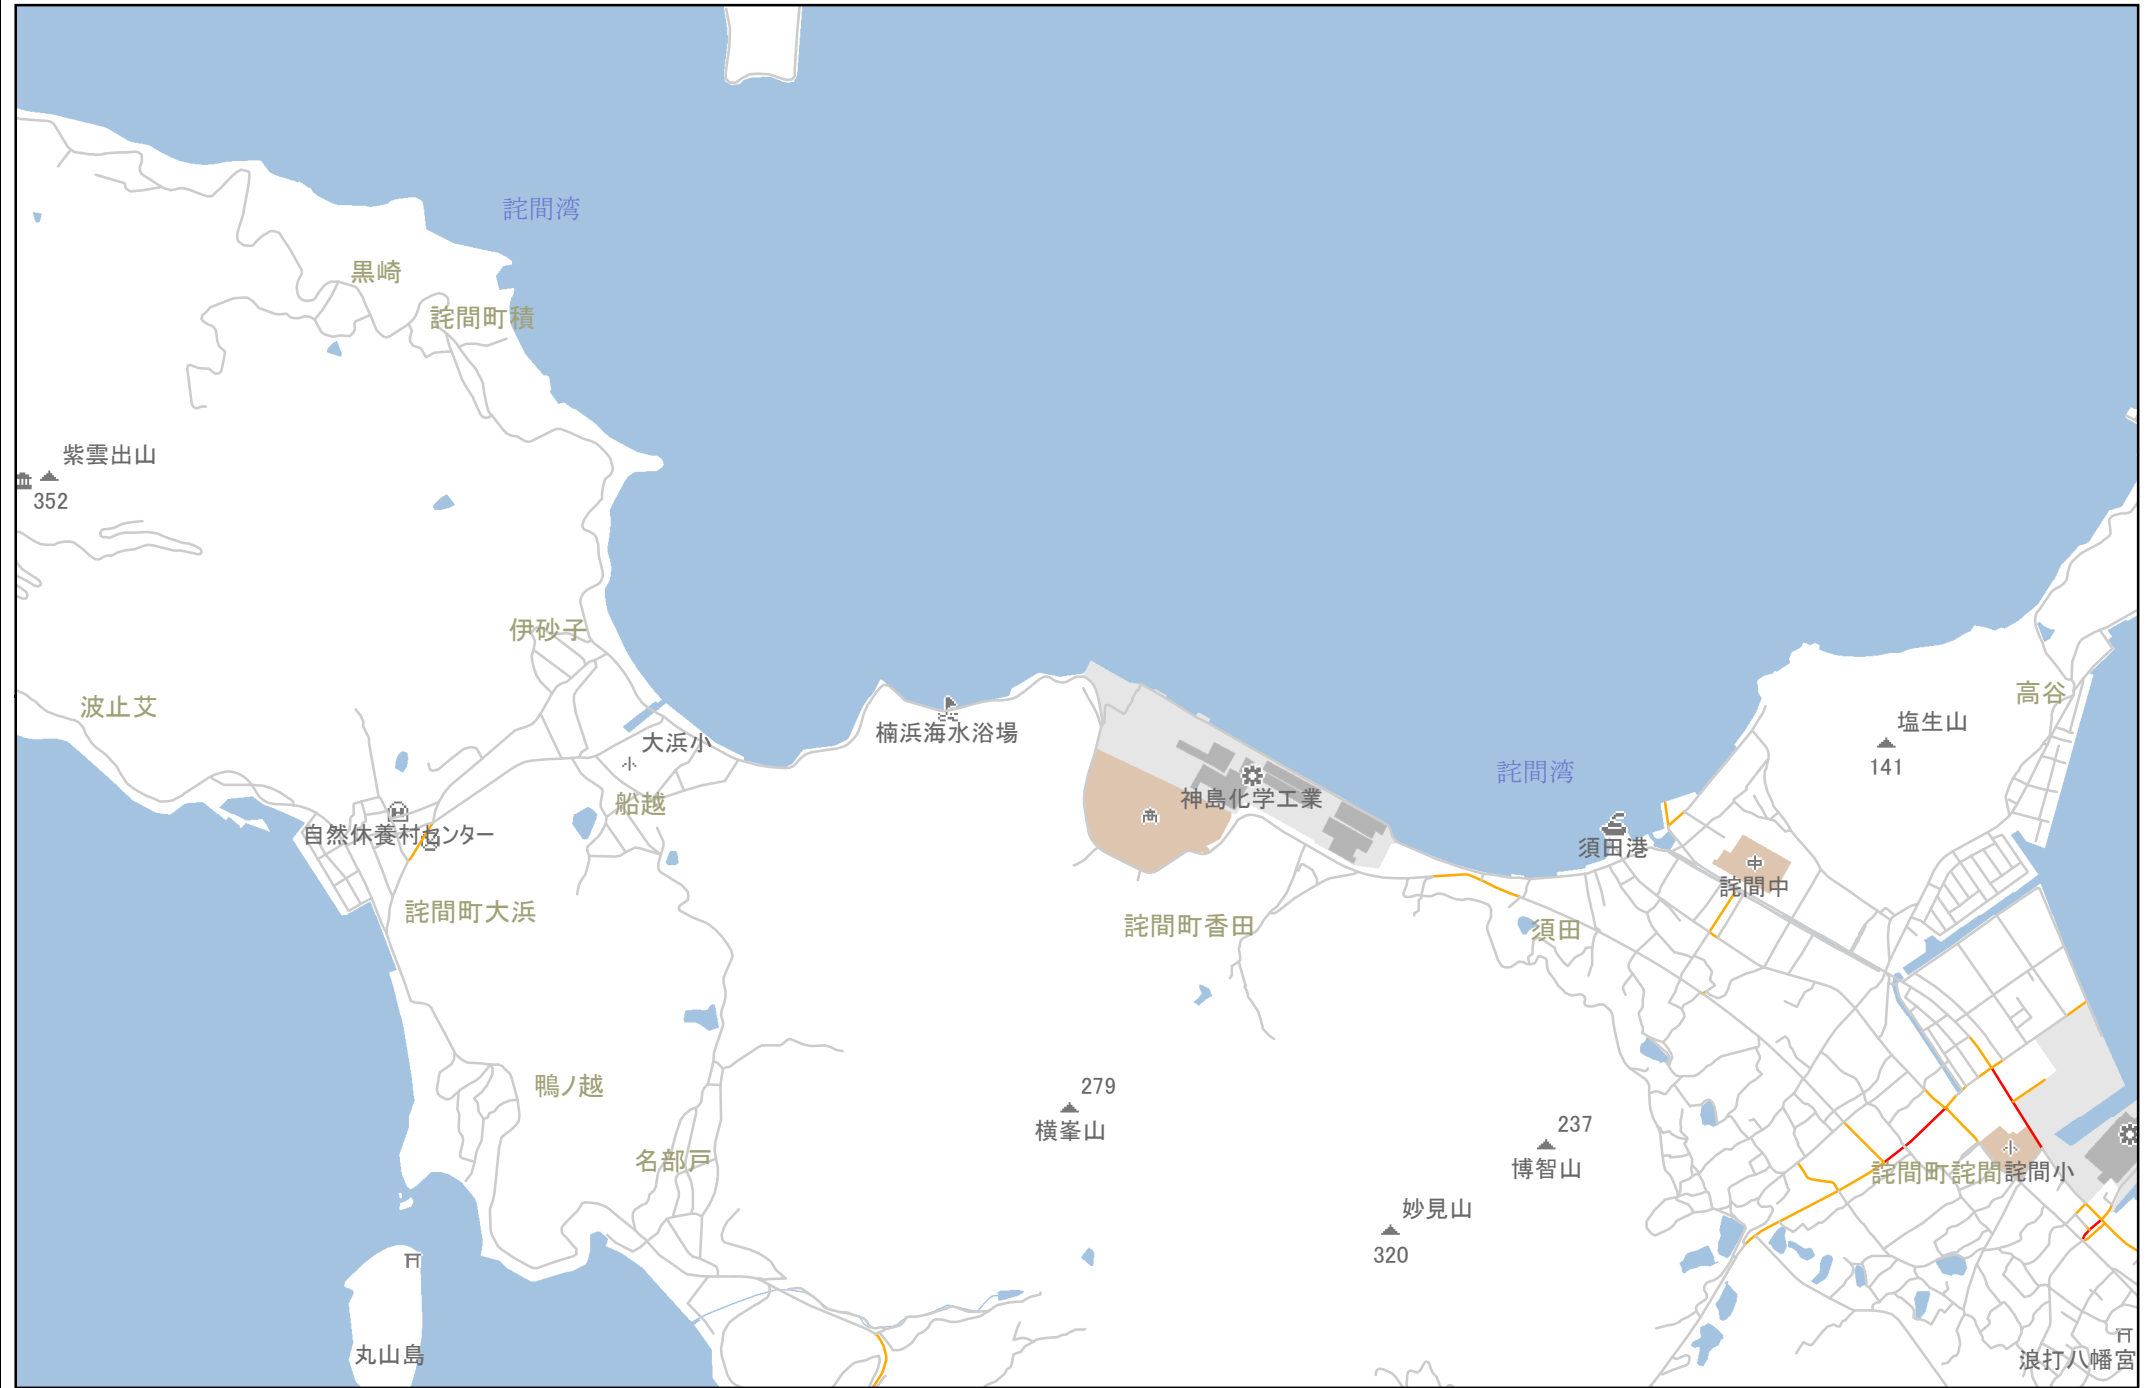 詫間湾
黒崎
詫間町積
紫雲出山
352
伊砂子
波止艾
高谷
塩生山
141
楠浜海水浴場
大浜小
小
詫間湾
神島化学工業
船越
商
自然休養村センター
須田港
中
詫間中
詫間町大浜
詫間町香田
須田
鴨ノ越
279
横峯山
237
博智山
名部戸
小
詫間町詫間
詫間小
妙見山
320
丸山島
浪打八幡宮